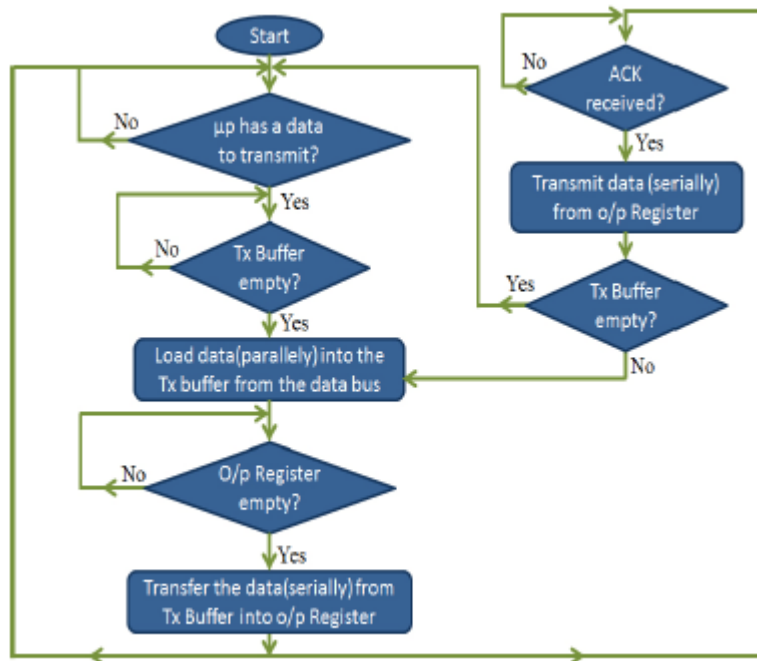 Start
No
μp has a data
to transmit?
Yes
No
Tx Buffer
empty?
Yes
Load data(parallely) into the
Tx buffer from the data bus
No
O/p Register
empty?
Yes
Transfer the data(serially) from
Tx Buffer into o/p Register
No
ACK
received?
Yes
Transmit data (serially)
from o/p Register
Yes
Tx Buffer
empty?
No